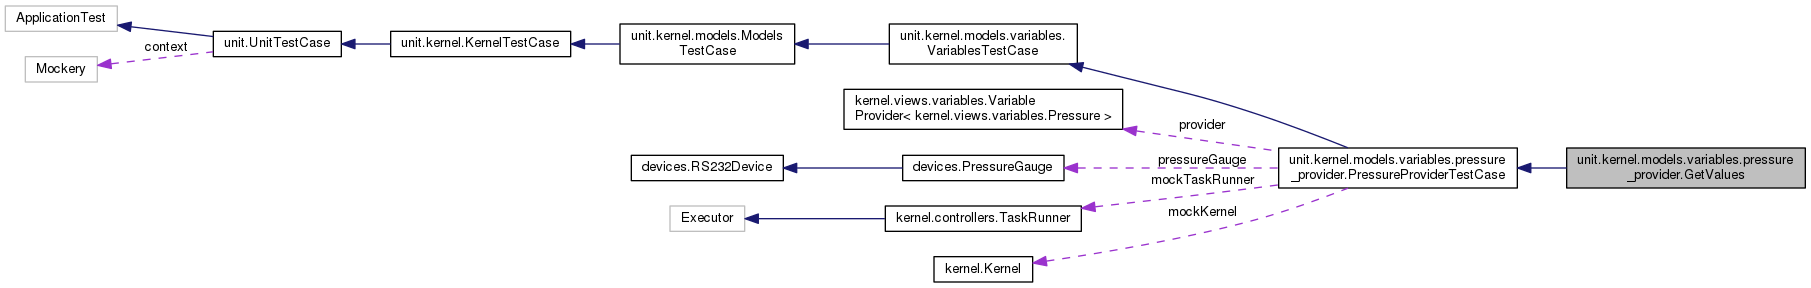 ApplicationTest
context
Mockery
unit.UnitTestCase
unit.kernel.KernelTestCase
unit.kernel.models.Models
TestCase
unit.kernel.models.variables.
VariablesTestCase
kernel.views.variables.Variable
Provider< kernel.views.variables.Pressure >
provider
devices.RS232Device
devices.PressureGauge
pressureGauge
mockTaskRunner
Executor
kernel.controllers.TaskRunner
mockKernel
kernel.Kernel
unit.kernel.models.variables.pressure
_provider.PressureProviderTestCase
unit.kernel.models.variables.pressure
_provider.GetValues